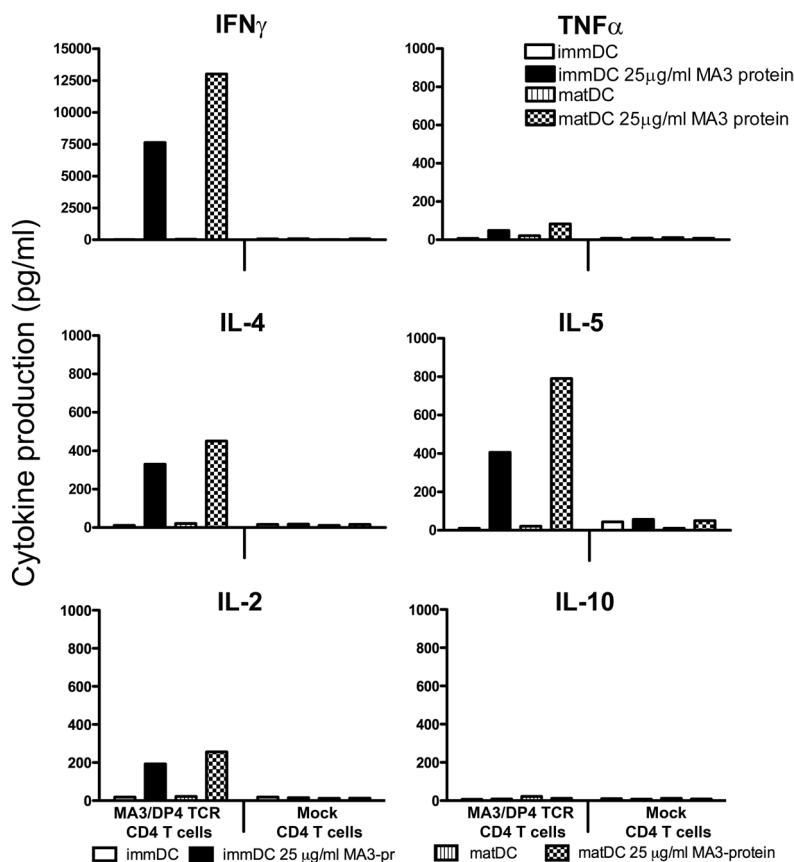 IFNγ
15000
12500
10000
7500
5000
2500
0
TNFα
immDC
immDC 25μg/ml MA3 protein
matDC
matDC 25μg/ml MA3 protein
1000
800
600
400
200
0
Cytokine production (pg/ml)
IL-4
1000
800
600
400
200
0
IL-5
1000
800
600
400
200
0
IL-2
1000
800
600
400
200
0
MA3/DP4 TCR
CD4 T cells
Mock
CD4 T cells
IL-10
1000
800
600
400
200
0
MA3/DP4 TCR
CD4 T cells
Mock
CD4 T cells
immDC
immDC 25 μg/ml MA3-pr
matDC
matDC 25 μg/ml MA3-protein